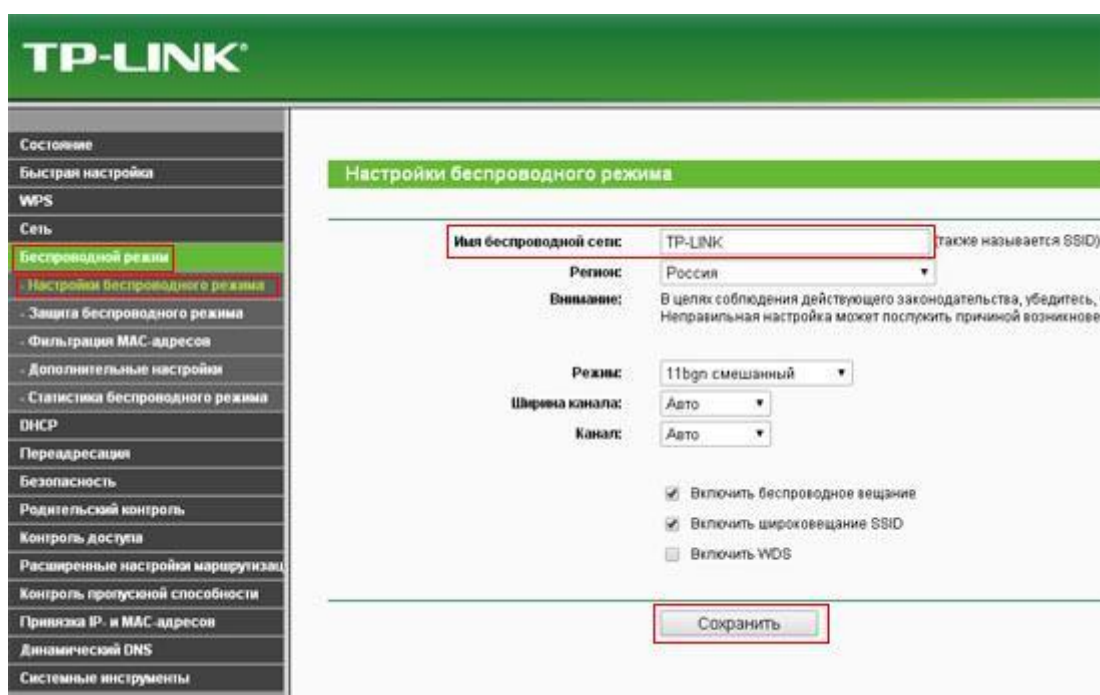 TP-LINK®
Состояние
Быстрая настройка
WPS
Сеть
Беспроводной режим
- Настройки беспроводного режима
- Защита беспроводного режима
- Фильтрация MAC-адресов
- Дополнительные настройки
- Статистика беспроводного режима
DHCP
Переадресация
Безопасность
Родительский контроль
Контроль доступа
Расширенные настройки маршрутизац
Контроль пропускной способности
Привязка IP- и MAC-адресов
Динамический DNS
Системные инструменты
Настройки беспроводного режима
Имя беспроводной сети: TP-LINK (также называется SSID)
Регион: Россия
Внимание: В целях соблюдения действующего законодательства, убедитесь,
Неправильная настройка может послужить причиной возникнове
Режим: 11bgn смешанный
Ширина канала: Авто
Канал: Авто
Включить беспроводное вещание
Включить широковещание SSID
Включить WDS
Сохранить